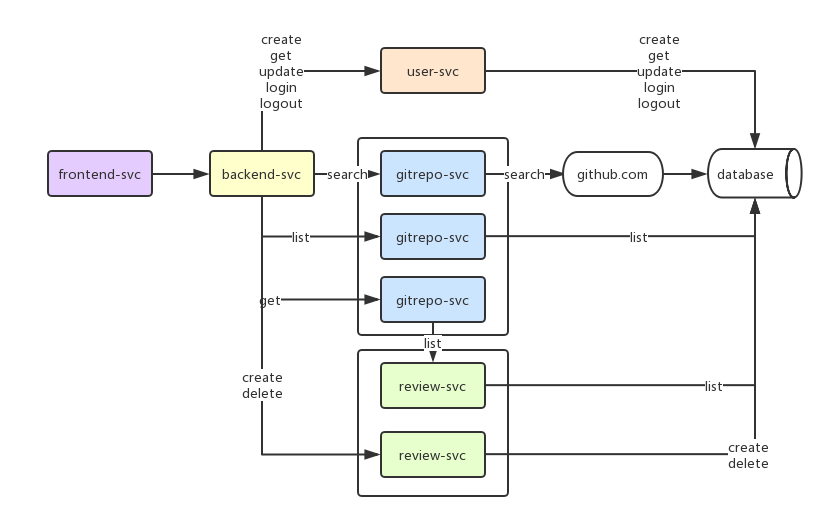 create
get
update
login
logout
user-svc
create
get
update
login
logout
frontend-svc
backend-svc
search
gitrepo-svc
search
github.com
database
list
gitrepo-svc
list
get
gitrepo-svc
list
create
delete
review-svc
list
review-svc
create
delete